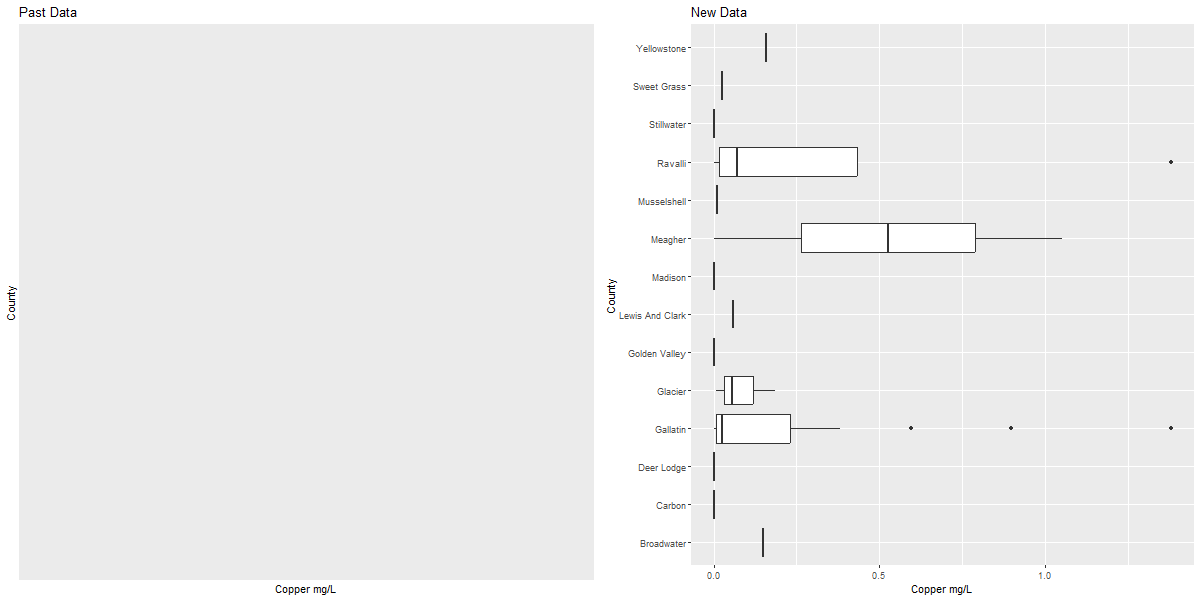 Past Data
County
Copper mg/L
New Data
County
Yellowstone
Sweet Grass
Stillwater
Ravalli
Musselshell
Meagher
Madison
Lewis And Clark
Golden Valley
Glacier
Gallatin
Deer Lodge
Carbon
Broadwater
0.0 0.5 1.0
Copper mg/L